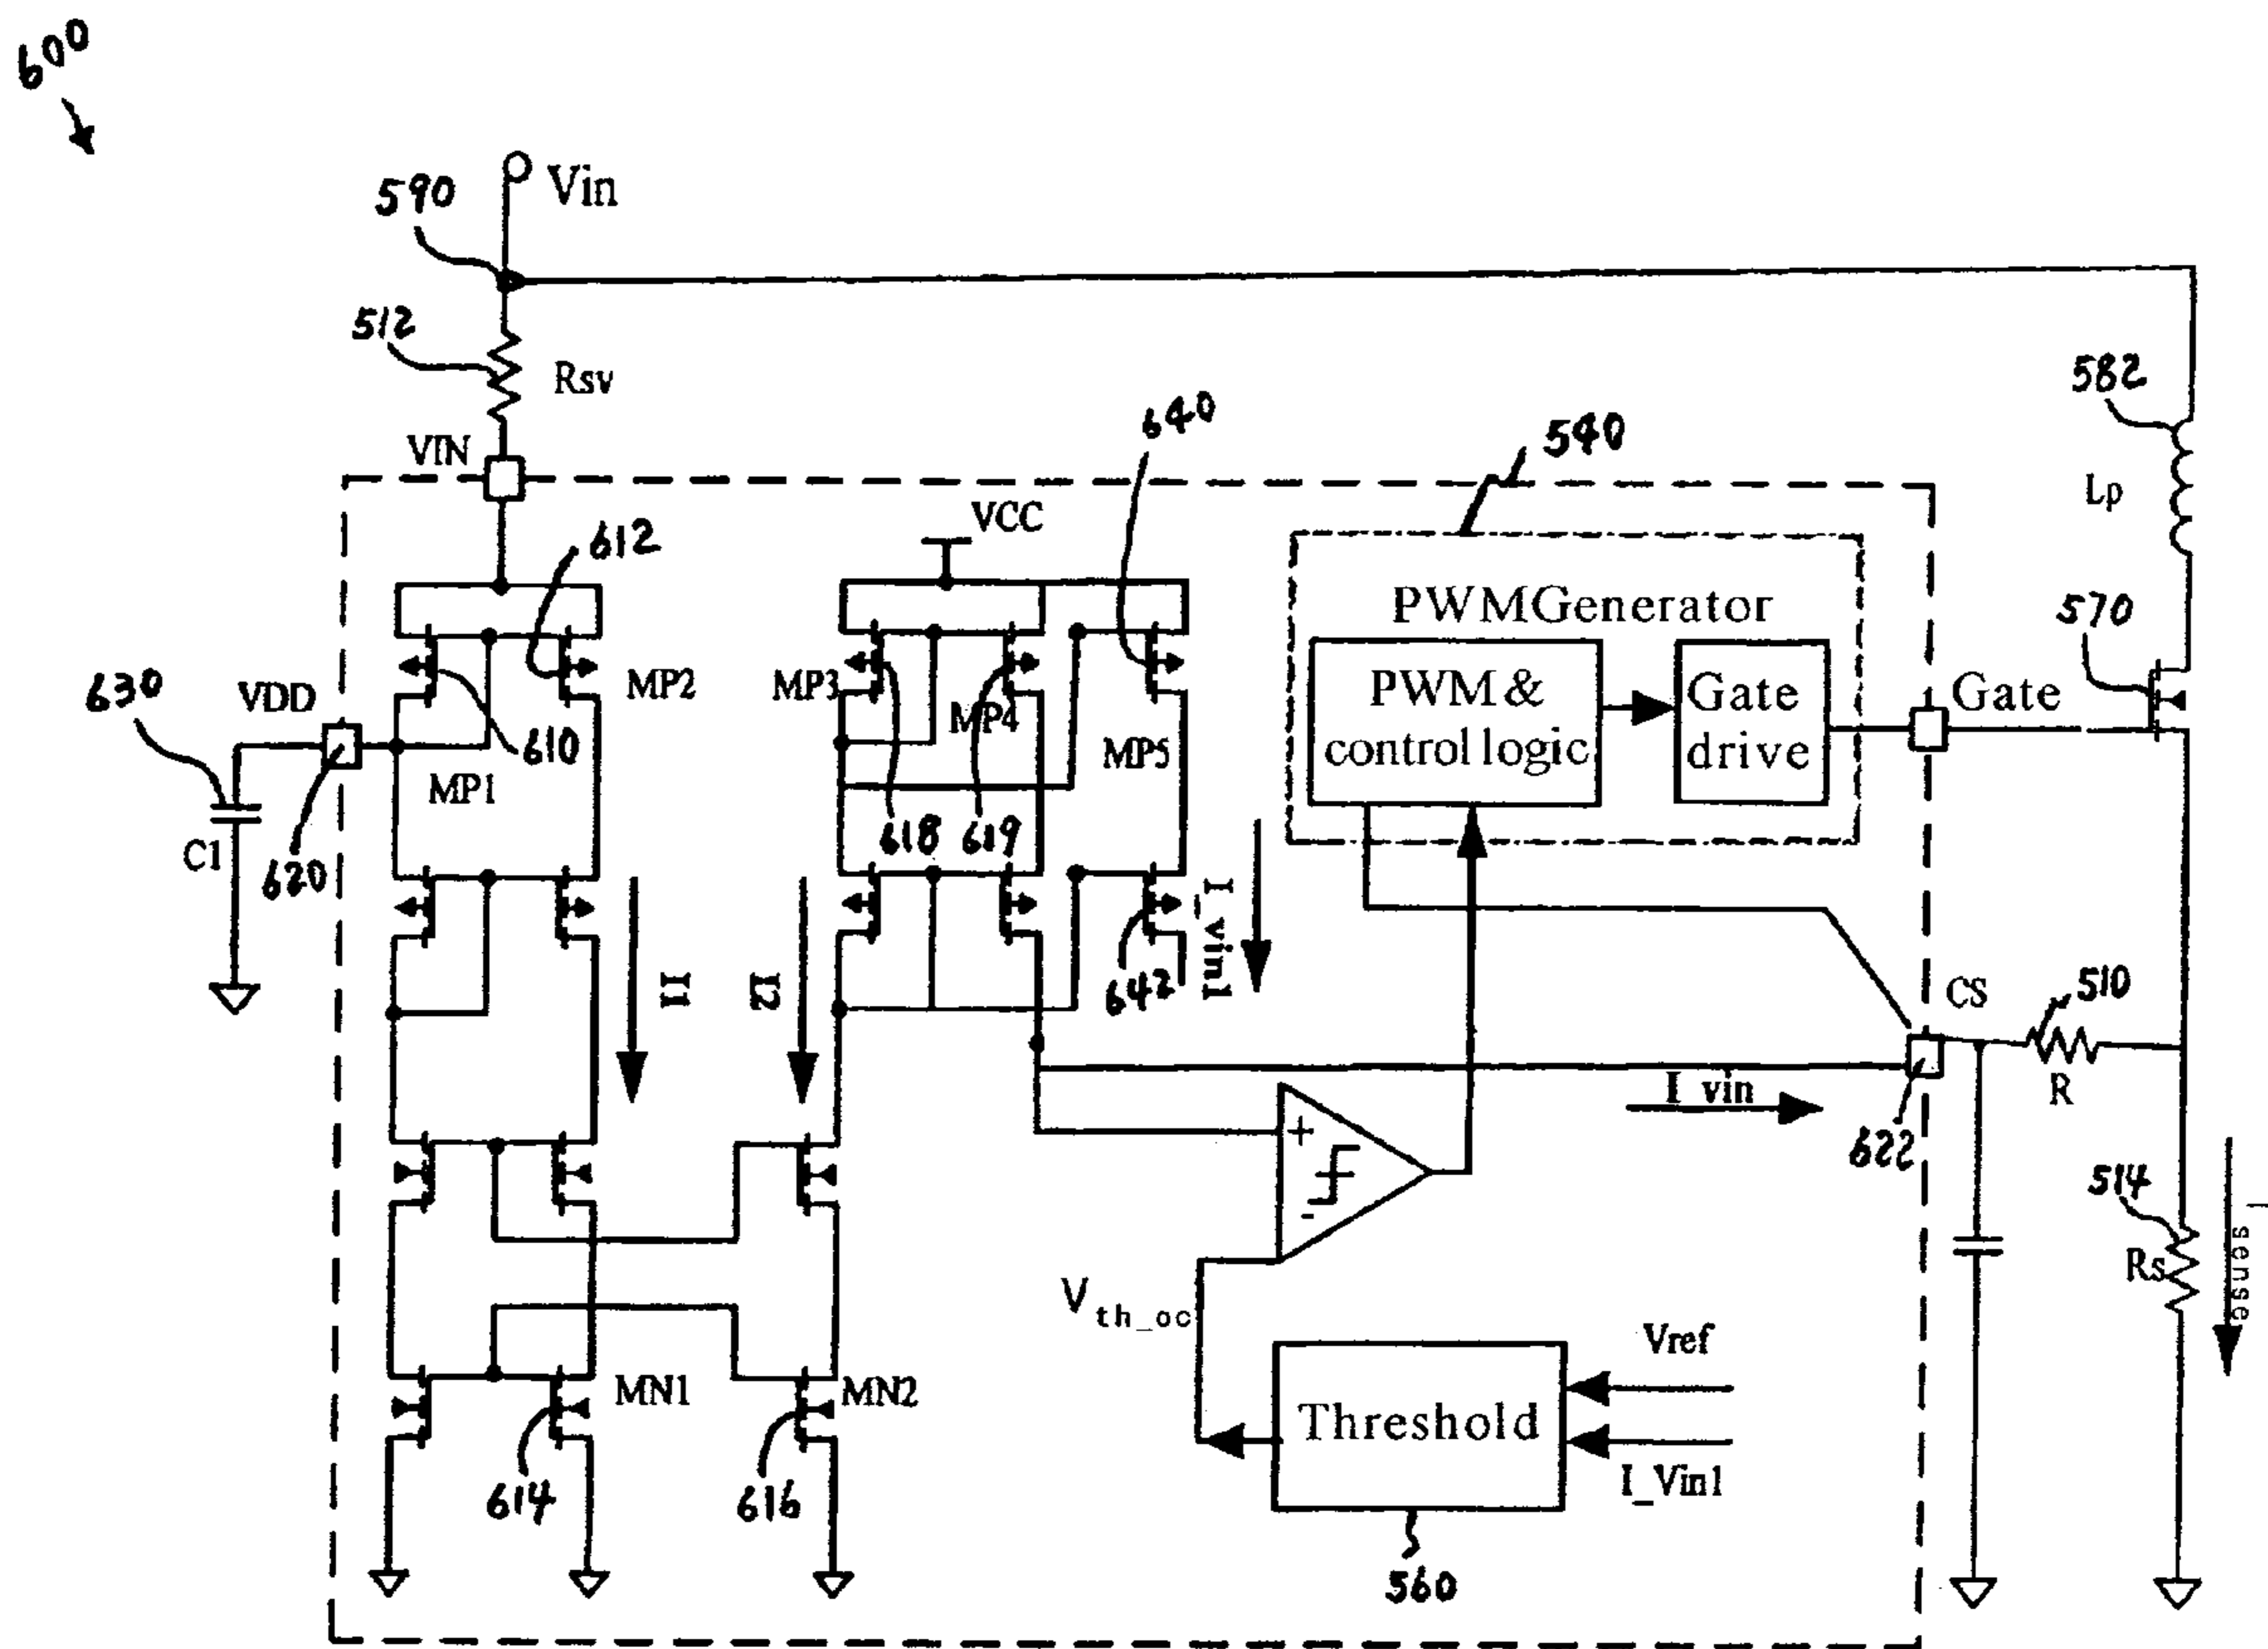 600
590
Vin
512
Rsv
VIN
582
Lp
640
540
612
VCC
PWMGenerator
570
630
VDD
MP2
MP3
MP4
PWM &
control logic
Gate
drive
Gate
610
MP1
MP5
C1
620
618
619
I1
I2
642
I_vin1
CS
510
R
I_vin
622
+
-
514
Rs
I_sense
V th_oc
Vref
MN1
MN2
Threshold
I_Vin1
614
616
560